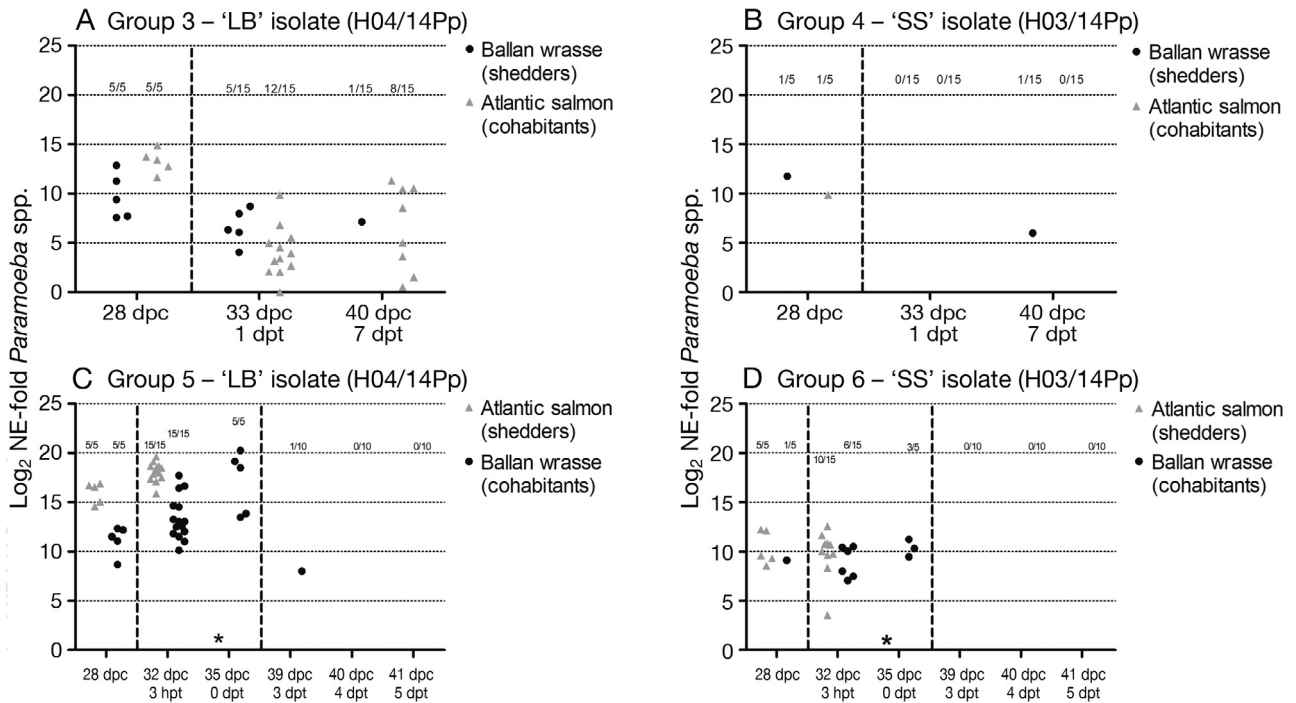 A Group 3 – ‘LB’ isolate (H04/14Pp)
25
20
15
10
5
0
5/5 5/5 5/15 12/15 1/15 8/15
28 dpc 33 dpc 40 dpc
1 dpt 7 dpt
Ballan wrasse
(shedders)
Atlantic salmon
(cohabitants)
B Group 4 – ‘SS’ isolate (H03/14Pp)
25
20
15
10
5
0
1/5 1/5 0/15 0/15 1/15 0/15
28 dpc 33 dpc 40 dpc
1 dpt 7 dpt
Ballan wrasse
(shedders)
Atlantic salmon
(cohabitants)
Log2 NE-fold Paramoeba spp.
Log2 NE-fold Paramoeba spp.
C Group 5 – ‘LB’ isolate (H04/14Pp)
25
20
15
10
5
0
5/5 5/5 15/15 15/15 5/5 1/10 0/10 0/10
*
28 dpc 32 dpc 35 dpc 39 dpc 40 dpc 41 dpc
3 hpt 0 dpt 3 dpt 4 dpt 5 dpt
Atlantic salmon
(shedders)
Ballan wrasse
(cohabitants)
D Group 6 – ‘SS’ isolate (H03/14Pp)
25
20
15
10
5
0
5/5 1/5 10/15 6/15 3/5 0/10 0/10 0/10
*
28 dpc 32 dpc 35 dpc 39 dpc 40 dpc 41 dpc
3 hpt 0 dpt 3 dpt 4 dpt 5 dpt
Atlantic salmon
(shedders)
Ballan wrasse
(cohabitants)